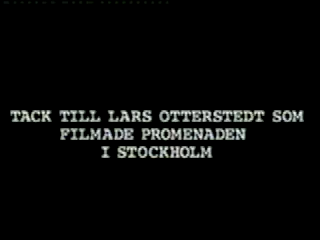 TACK TILL LARS OTTERSTEDT SOM
FILMADE PROMENADEN
I STOCKHOLM